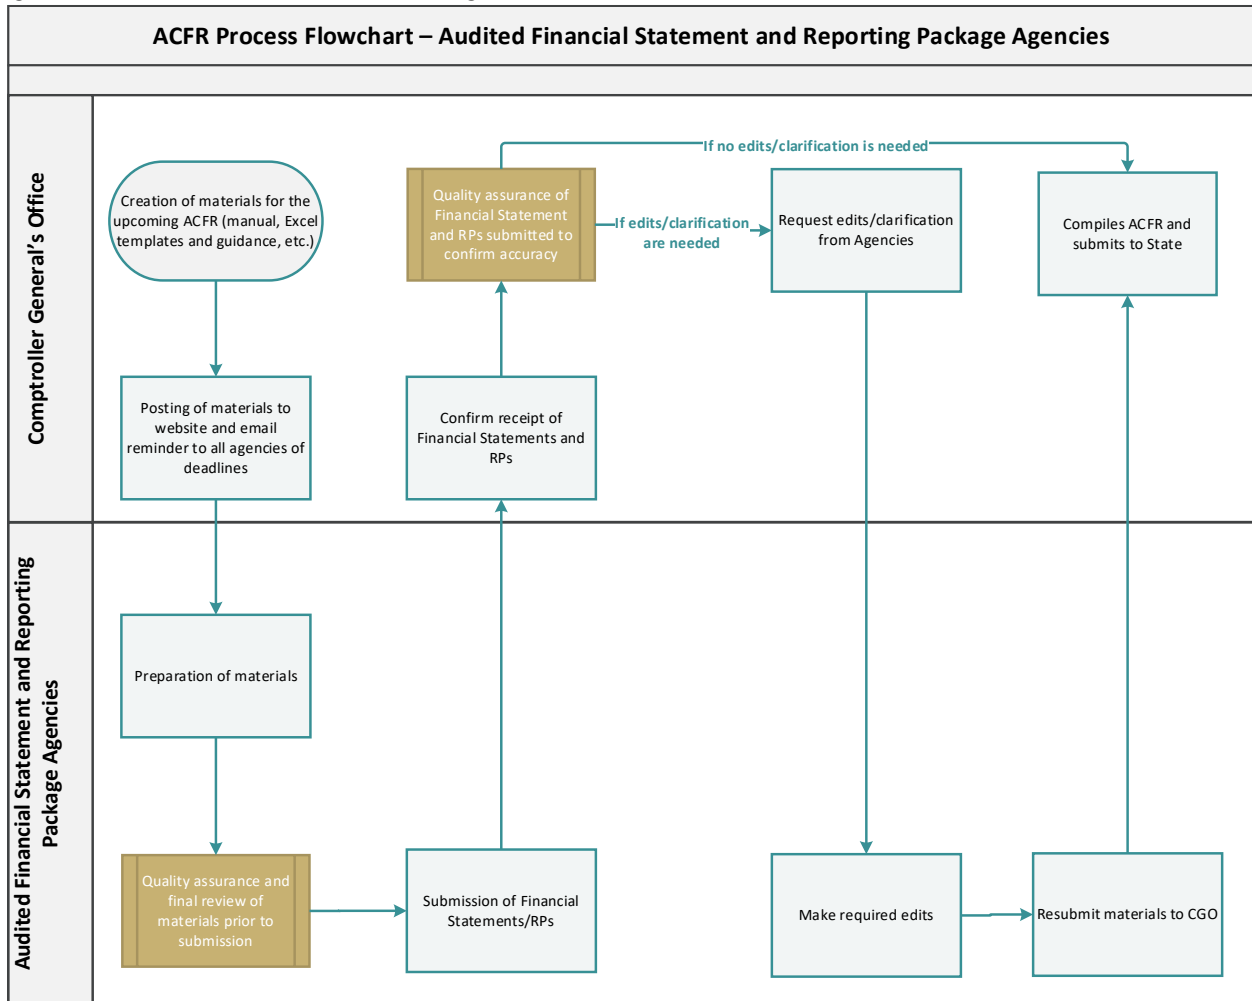 ACFR Process Flowchart – Audited Financial Statement and Reporting Package Agencies
Comptroller General's Office
Creation of materials for the
upcoming ACFR (manual, Excel
templates and guidance, etc.)
Posting of materials to
website and email
reminder to all agencies of
deadlines
Quality assurance of
Financial Statement
and RPs submitted to
confirm accuracy
Confirm receipt of
Financial Statements and
RPs
If no edits/clarification is needed
If edits/clarification
are needed
Request edits/clarification
from Agencies
Compiles ACFR and
submits to State
Audited Financial Statement and Reporting
Package Agencies
Preparation of materials
Quality assurance and
final review of
materials prior to
submission
Submission of Financial
Statements/RPs
Make required edits
Resubmit materials to CGO